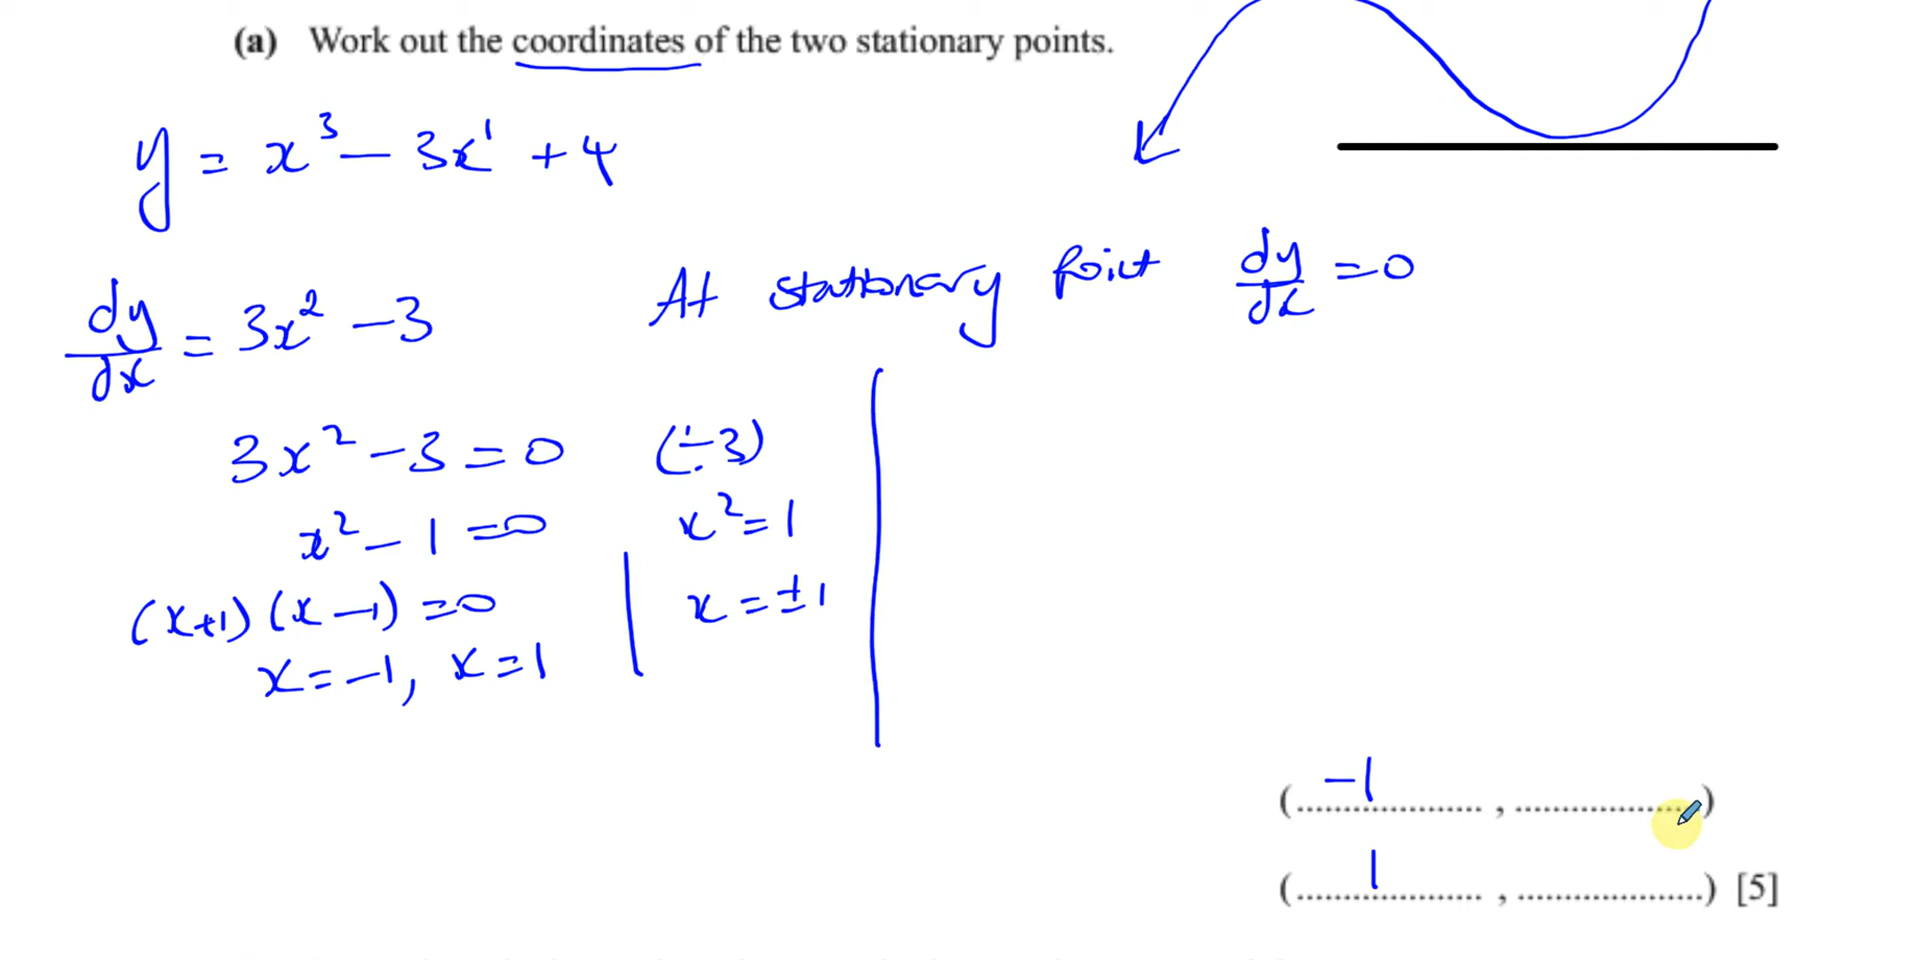 (a) Work out the coordinates of the two stationary points.
y = x³ − 3x¹ + 4
dy/dx = 3x² − 3
At stationary point dy/dx = 0
3x² − 3 = 0 (÷3)
x² − 1 = 0
x² = 1
(x+1)(x−1) = 0
x = ±1
x = −1, x = 1
(−1 .................... , ....................)
(1 .................... , ....................) [5]